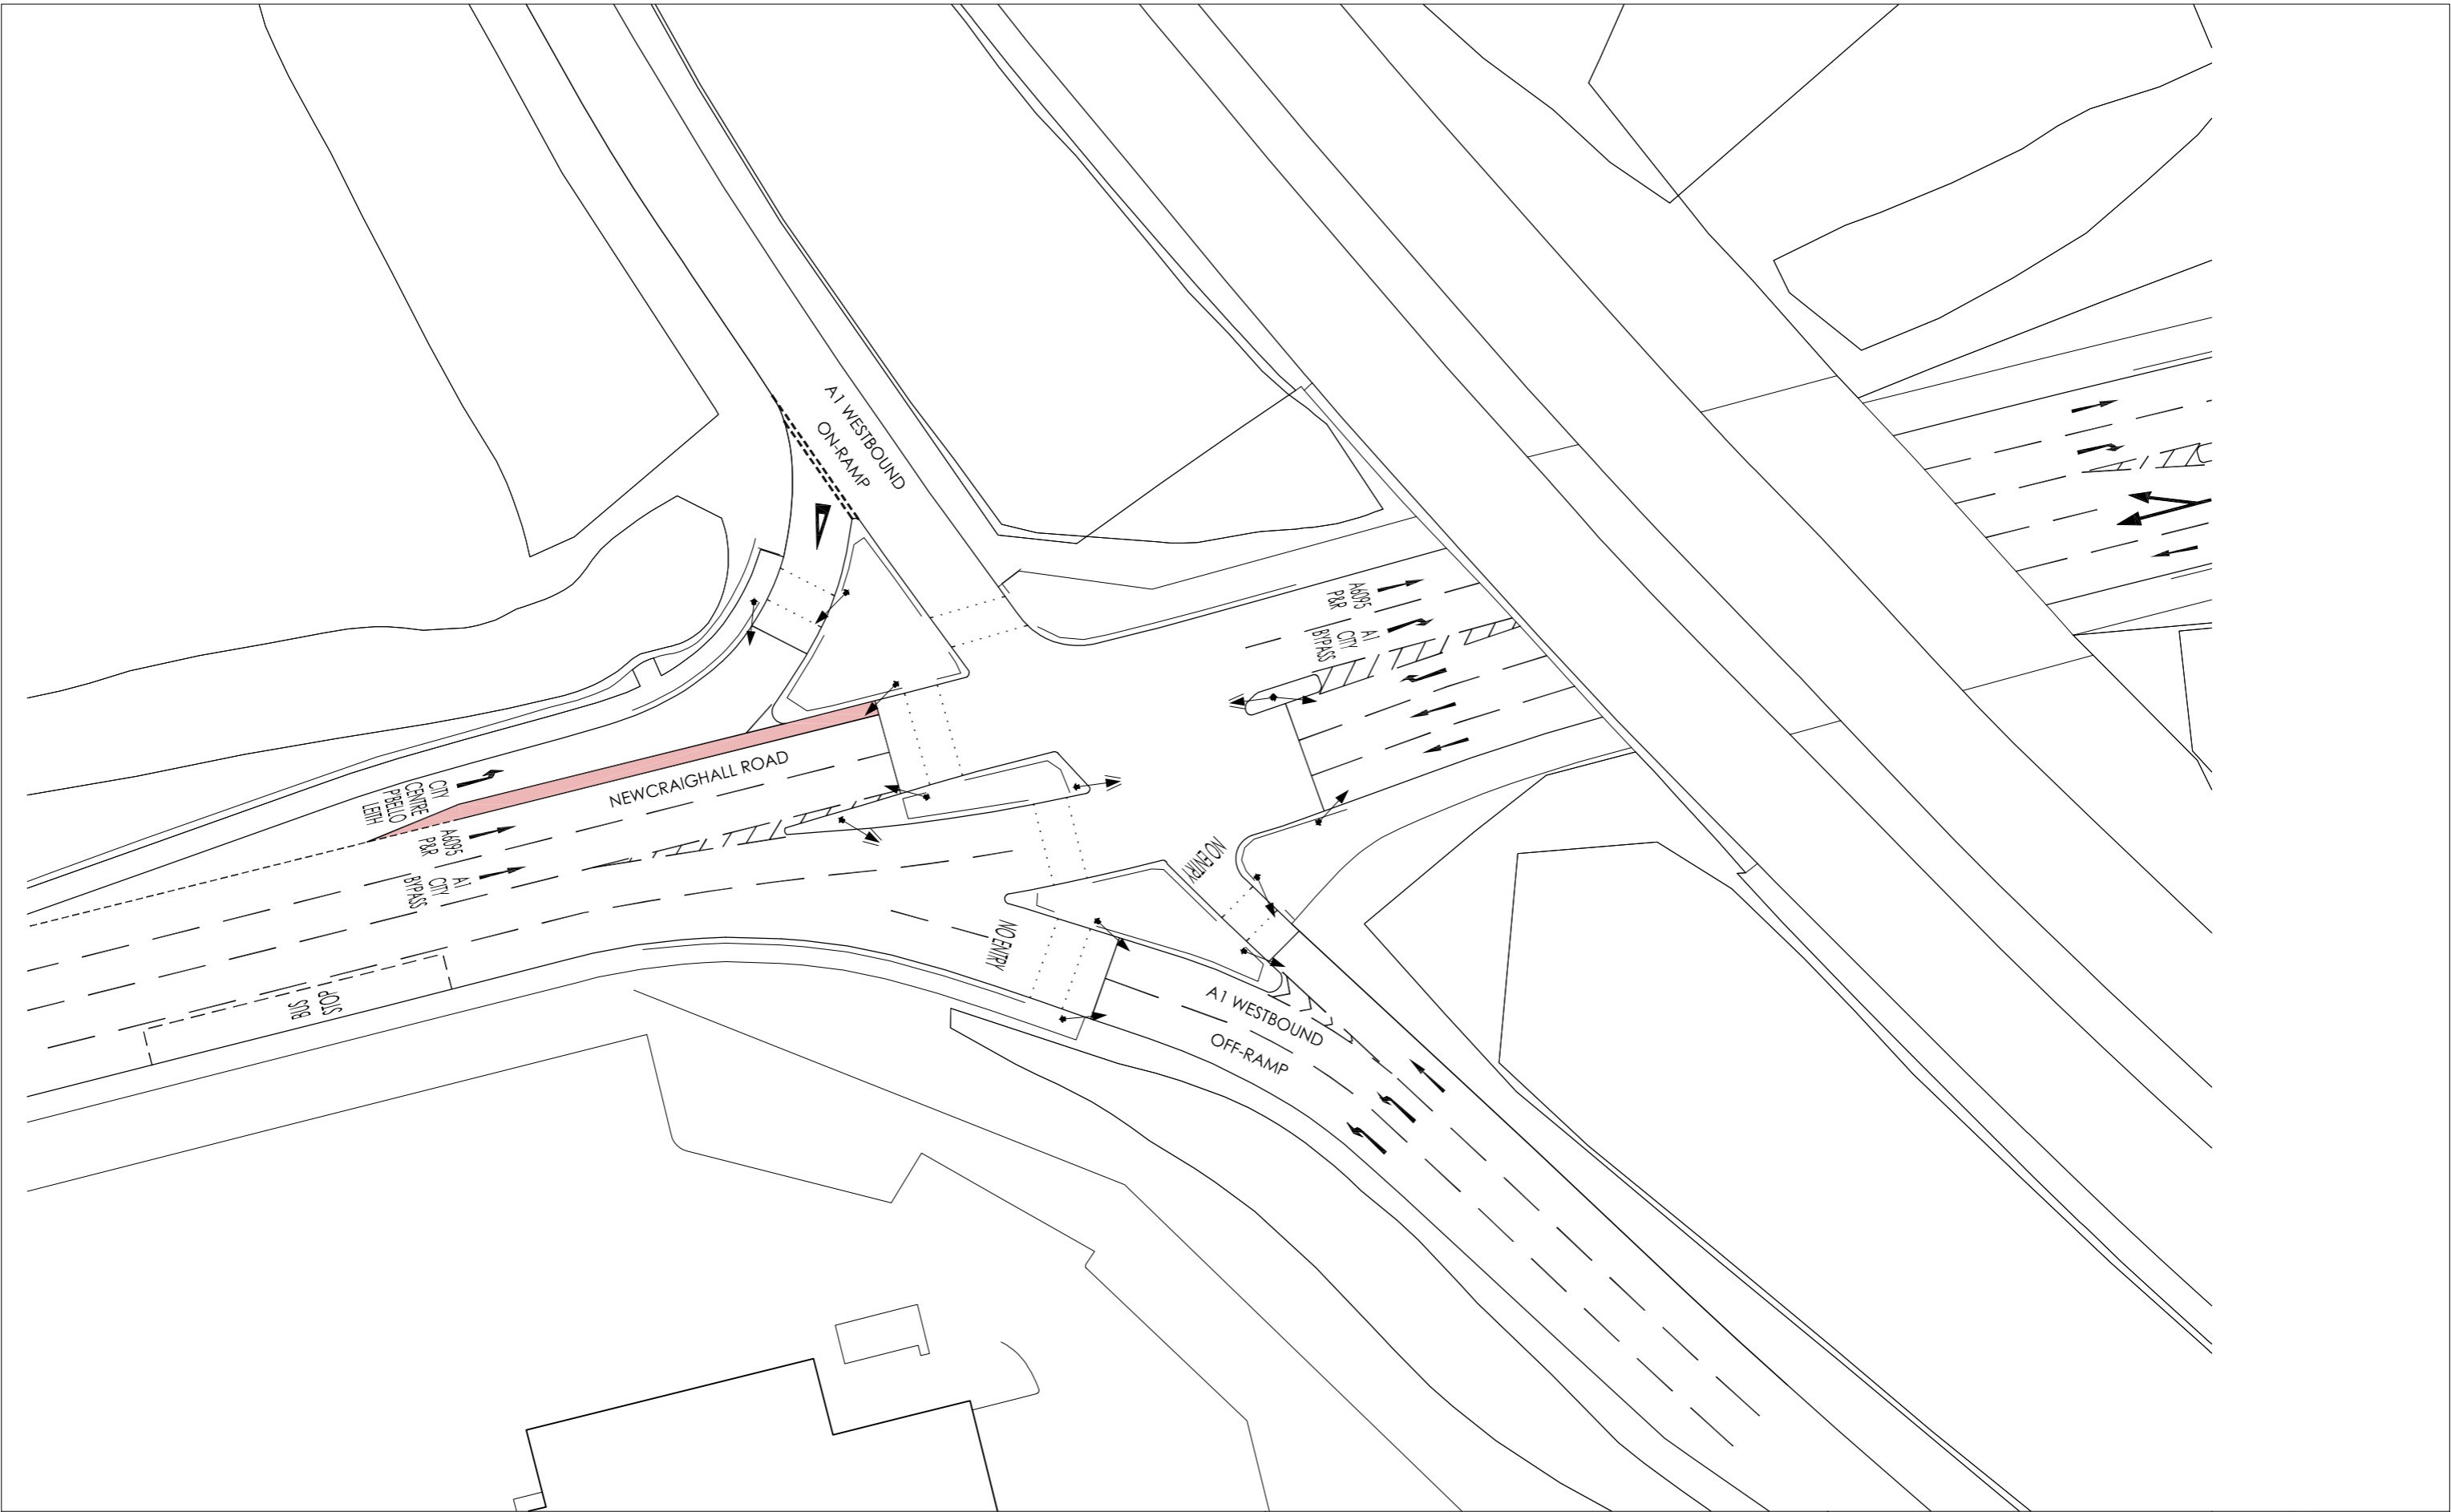 A1 WESTBOUND
ON-RAMP
A6095
P&R
A1
CITY
BYPASS
NEWCRAIGHALL ROAD
CITY
CENTRE
P'BELLO
LEITH
A6095
P&R
A1
CITY
BYPASS
NO ENTRY
NO ENTRY
BUS
STOP
A1 WESTBOUND
OFF-RAMP